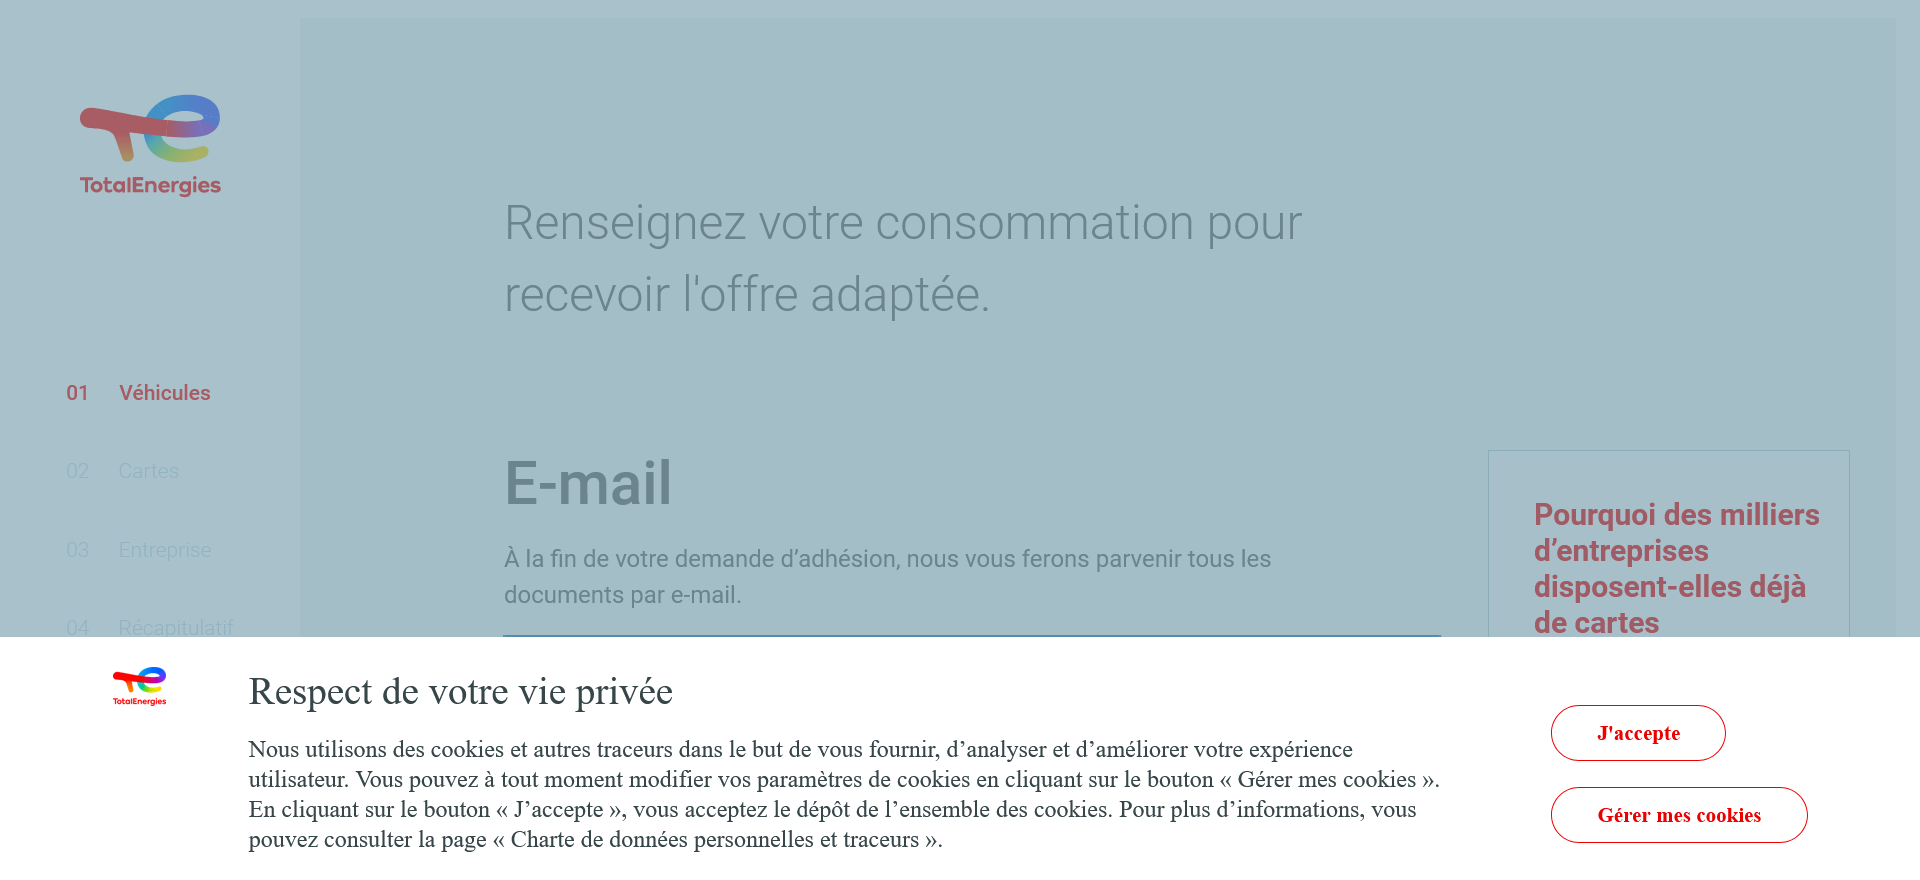 TotalEnergies
Renseignez votre consommation pour
recevoir l'offre adaptée.
01 Véhicules
02 Cartes
03 Entreprise
04 Récapitulatif
E-mail
À la fin de votre demande d’adhésion, nous vous ferons parvenir tous les
documents par e-mail.
Pourquoi des milliers
d’entreprises
disposent-elles déjà
de cartes
TotalEnergies
Respect de votre vie privée
Nous utilisons des cookies et autres traceurs dans le but de vous fournir, d’analyser et d’améliorer votre expérience
utilisateur. Vous pouvez à tout moment modifier vos paramètres de cookies en cliquant sur le bouton « Gérer mes cookies ».
En cliquant sur le bouton « J’accepte », vous acceptez le dépôt de l’ensemble des cookies. Pour plus d’informations, vous
pouvez consulter la page « Charte de données personnelles et traceurs ».
J'accepte
Gérer mes cookies